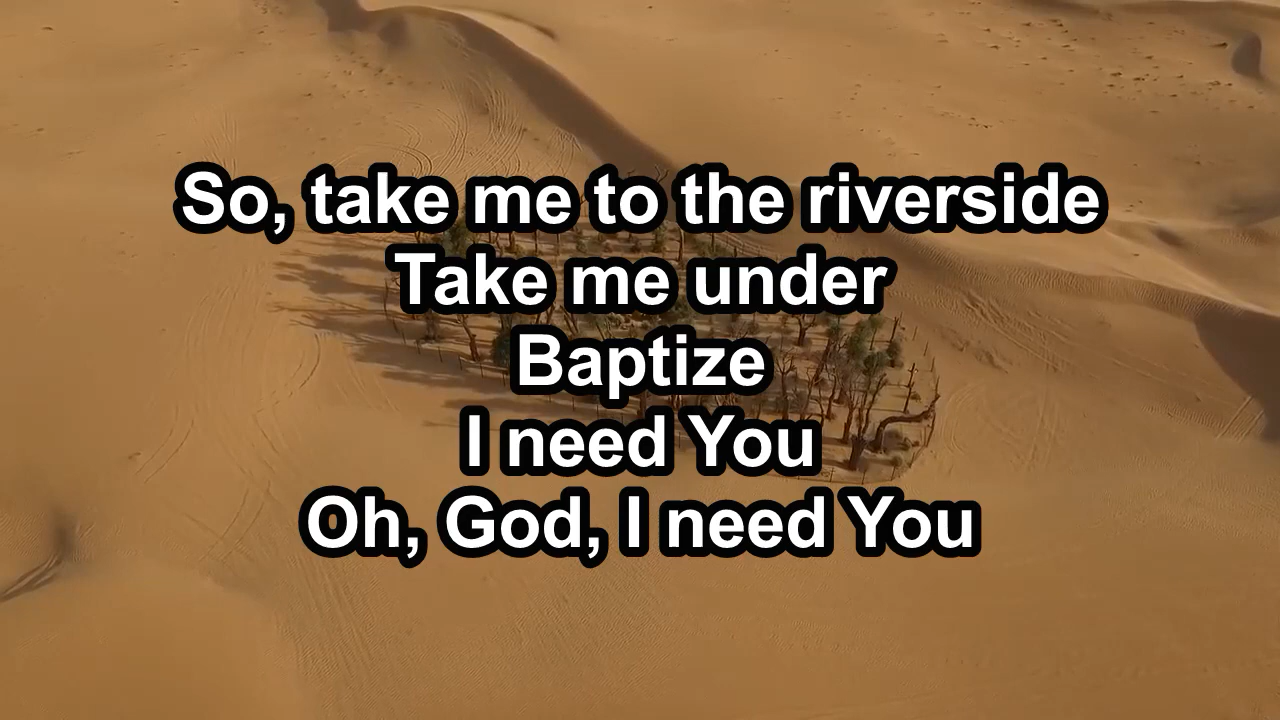 So, take me to the riverside
Take me under
Baptize
I need You
Oh, God, I need You